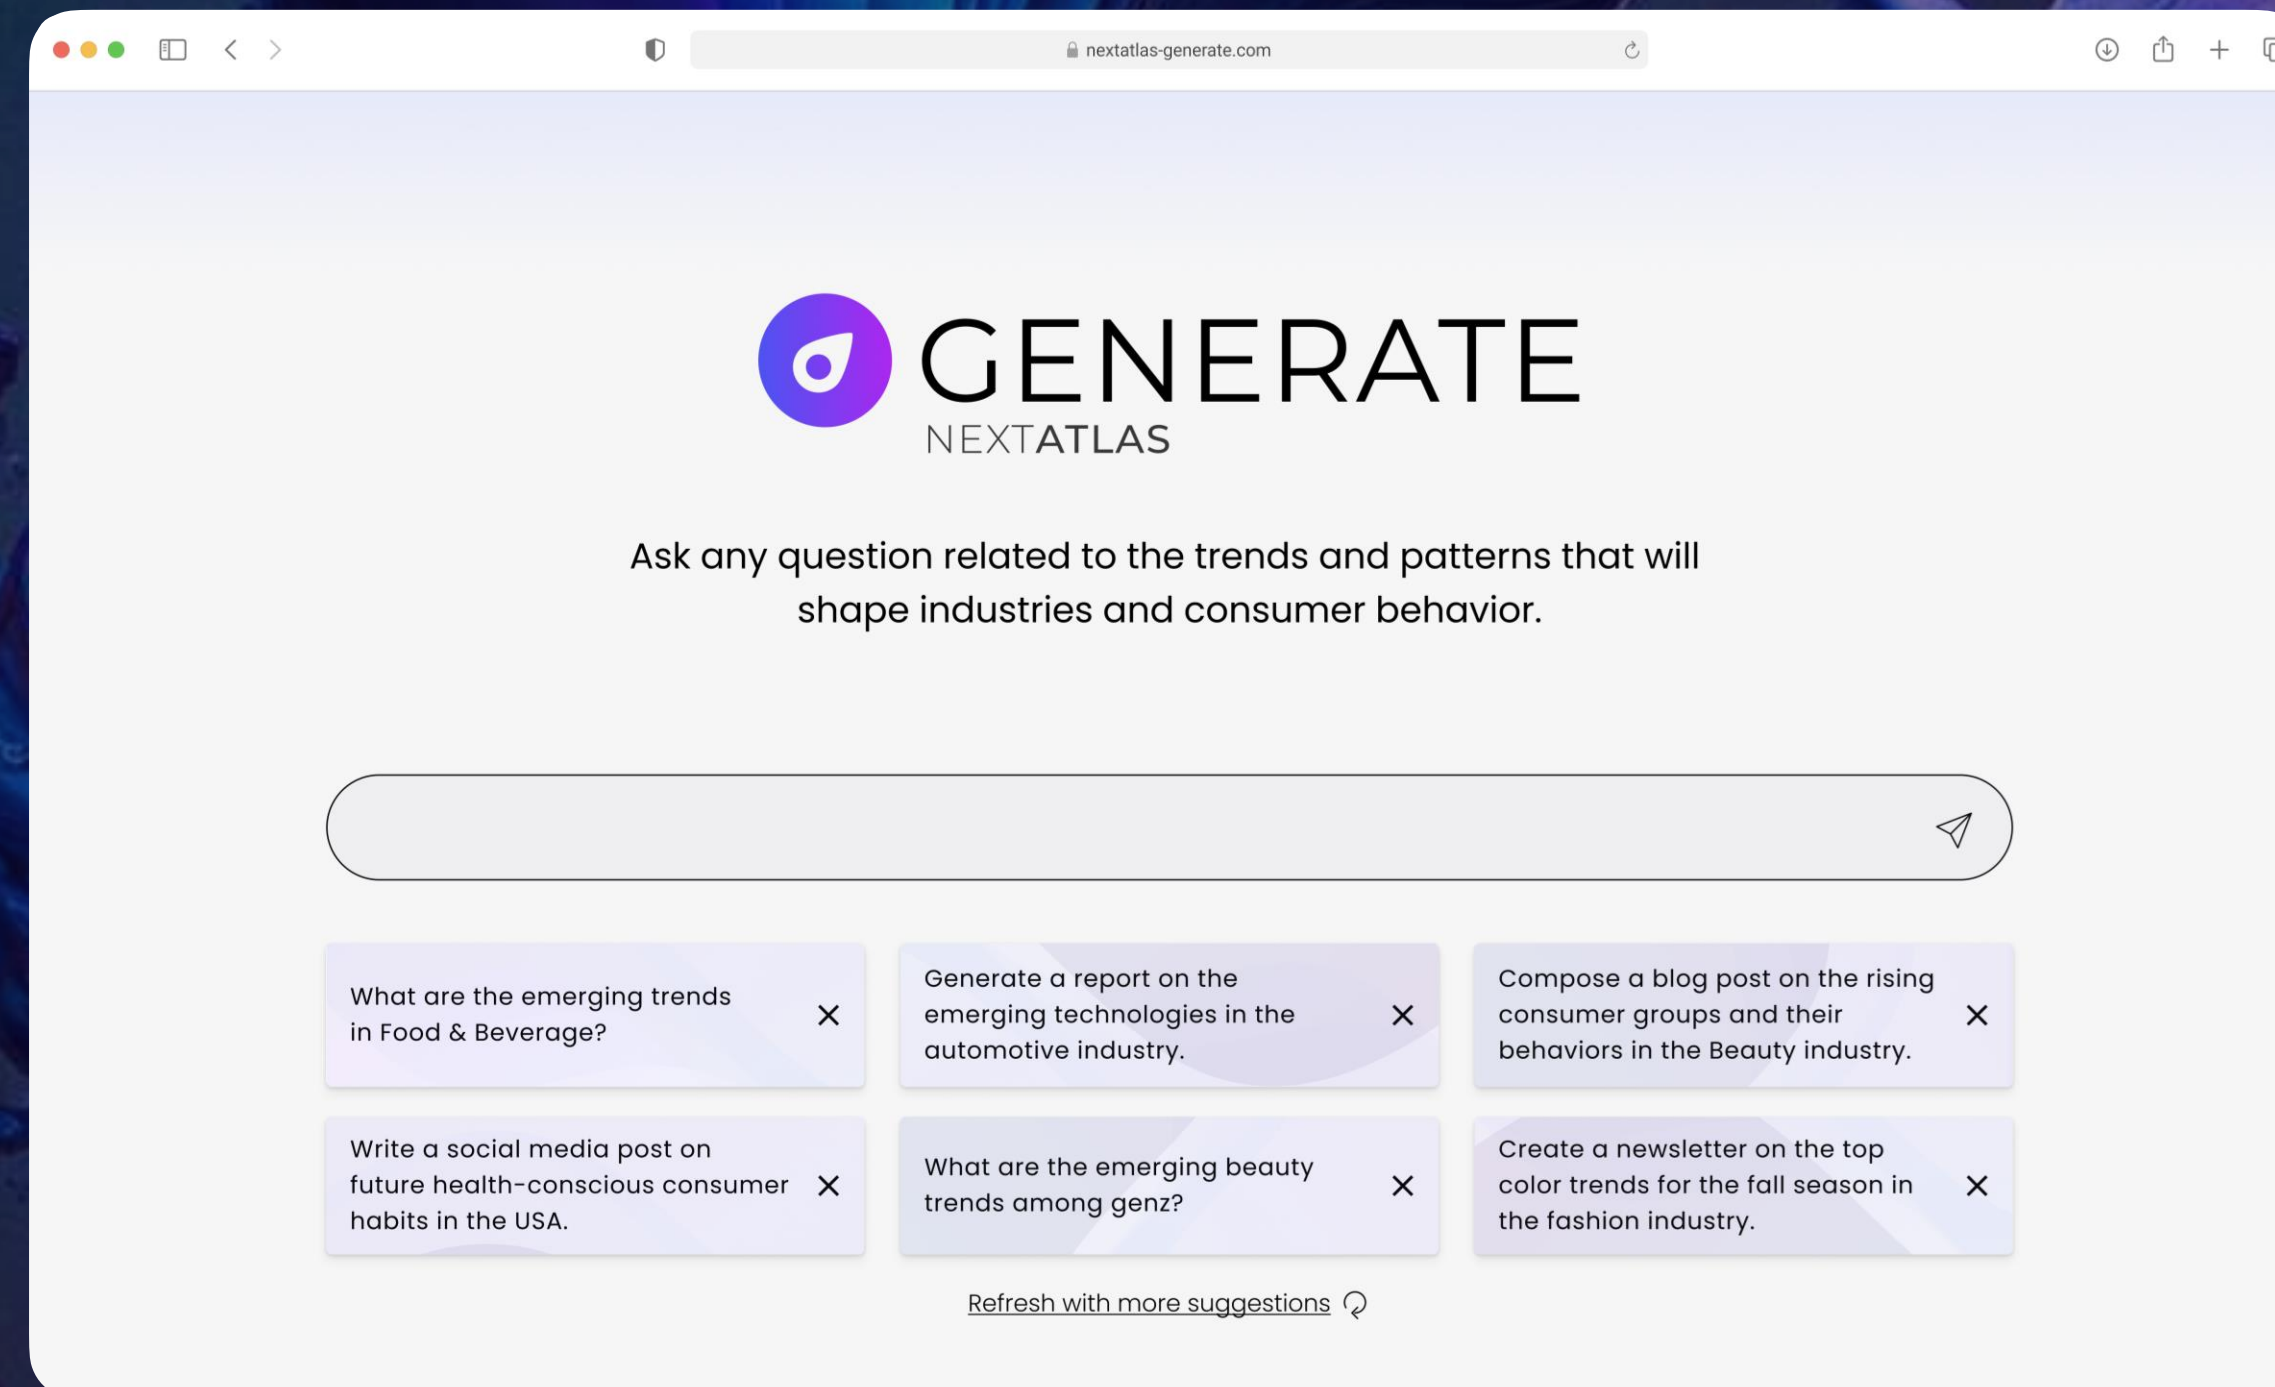 nextatlas-generate.com
GENERATE
NEXTATLAS
Ask any question related to the trends and patterns that will
shape industries and consumer behavior.
What are the emerging trends
in Food & Beverage?
Generate a report on the
emerging technologies in the
automotive industry.
Compose a blog post on the rising
consumer groups and their
behaviors in the Beauty industry.
Write a social media post on
future health-conscious consumer
habits in the USA.
What are the emerging beauty
trends among genz?
Create a newsletter on the top
color trends for the fall season in
the fashion industry.
Refresh with more suggestions